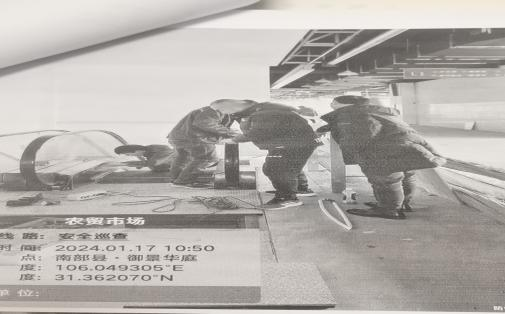 农贸市场
线 路: 安全巡查
时 间: 2024.01.17 10:50
点: 南部县·御景华庭
度: 106.049305°E
度: 31.362070°N
单 位: